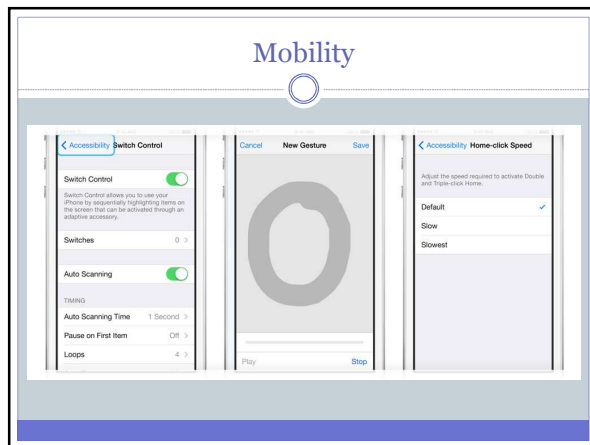 Mobility
Accessibility Switch Control
Switch Control
Switch Control allows you to use your
iPhone by sequentially highlighting items on
the screen that can be activated through an
adaptive accessory.
Switches 0
Auto Scanning
TIMING
Auto Scanning Time 1 Second
Pause on First Item Off
Loops 4
Cancel New Gesture Save
Play Stop
Accessibility Home-click Speed
Adjust the speed required to activate Double
and Triple-click Home.
Default
Slow
Slowest